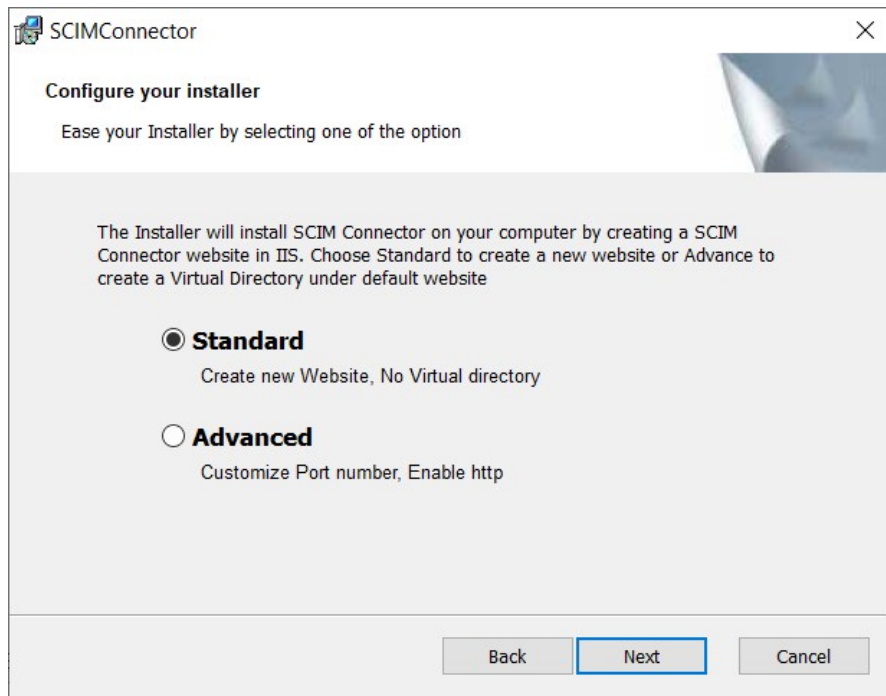 SCIMConnector
Configure your installer
Ease your Installer by selecting one of the option
The Installer will install SCIM Connector on your computer by creating a SCIM
Connector website in IIS. Choose Standard to create a new website or Advance to
create a Virtual Directory under default website
Standard
Create new Website, No Virtual directory
Advanced
Customize Port number, Enable http
Back Next Cancel